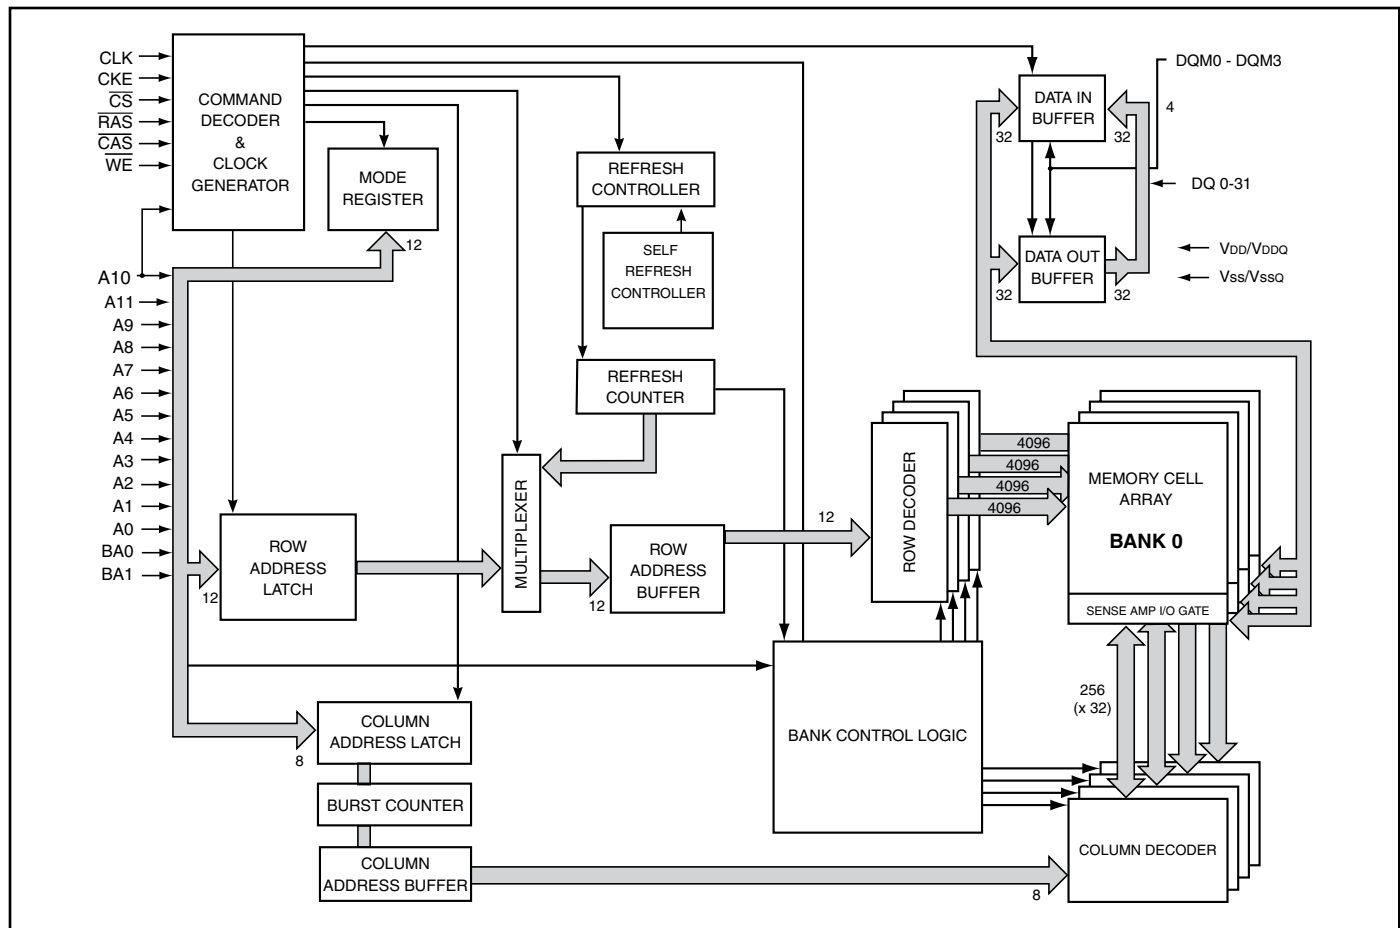 CLK
CKE
CS
RAS
CAS
WE
COMMAND
DECODER
&
CLOCK
GENERATOR
MODE
REGISTER
12
REFRESH
CONTROLLER
SELF
REFRESH
CONTROLLER
REFRESH
COUNTER
DATA IN
BUFFER
32
32
DQM0 - DQM3
4
DQ 0-31
DATA OUT
BUFFER
32
32
VDD/VDDQ
VSS/VSSQ
A10
A11
A9
A8
A7
A6
A5
A4
A3
A2
A1
A0
BA0
BA1
12
ROW
ADDRESS
LATCH
MULTIPLEXER
12
ROW
ADDRESS
BUFFER
12
ROW DECODER
4096
4096
4096
4096
MEMORY CELL
ARRAY
BANK 0
SENSE AMP I/O GATE
256
(x 32)
BANK CONTROL LOGIC
COLUMN
ADDRESS LATCH
8
BURST COUNTER
COLUMN
ADDRESS BUFFER
8
COLUMN DECODER